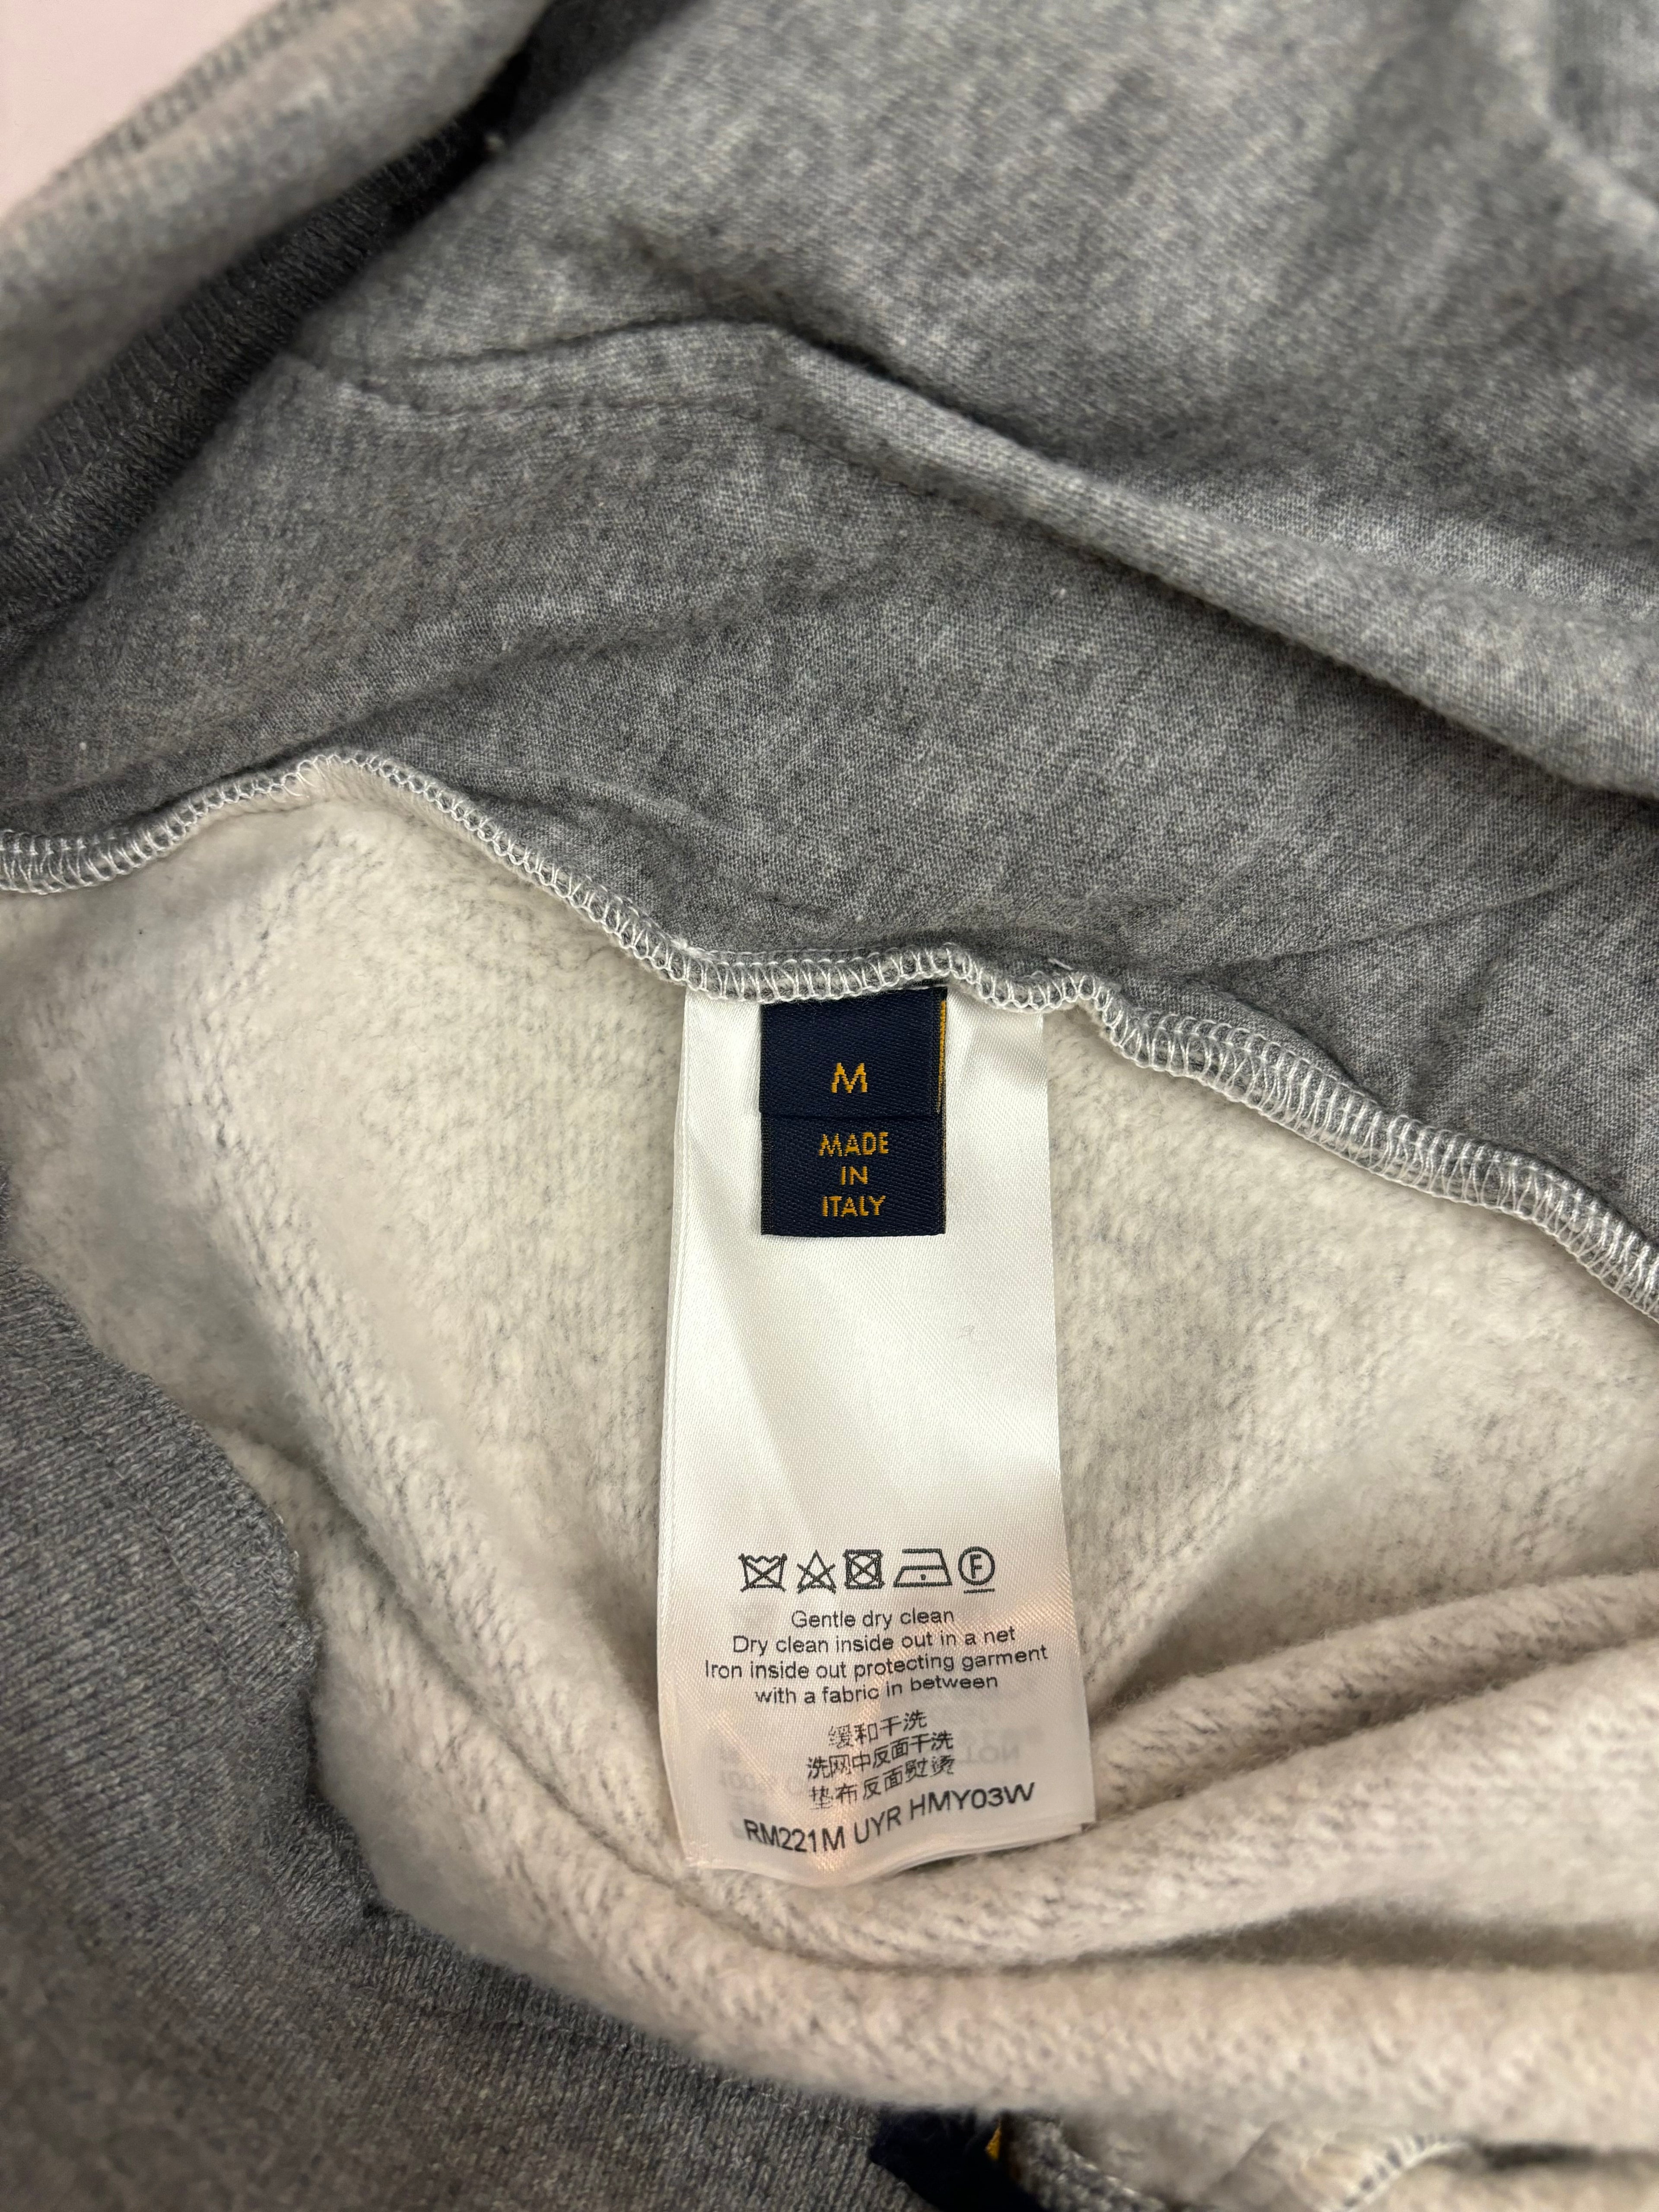 M
MADE
IN
ITALY
F
Gentle dry clean
Dry clean inside out in a net
Iron inside out protecting garment
with a fabric in between
缓和干洗
洗网中反面干洗
垫布反面熨烫
RM221M UYR HMY03W